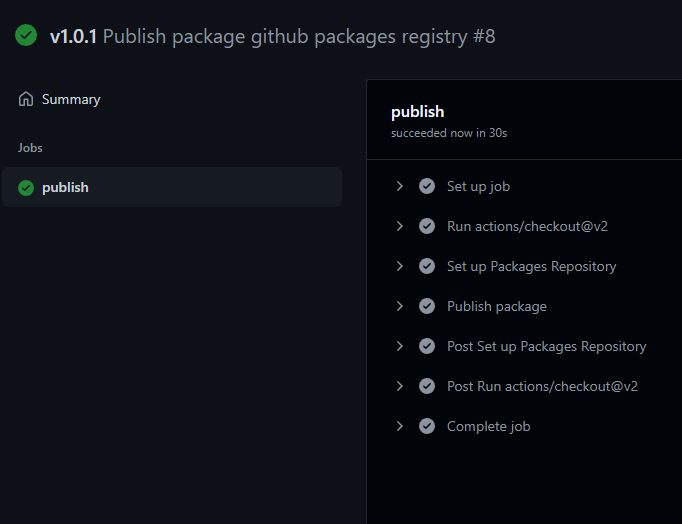 v1.0.1 Publish package github packages registry #8
Summary
Jobs
publish
publish
succeeded now in 30s
Set up job
Run actions/checkout@v2
Set up Packages Repository
Publish package
Post Set up Packages Repository
Post Run actions/checkout@v2
Complete job